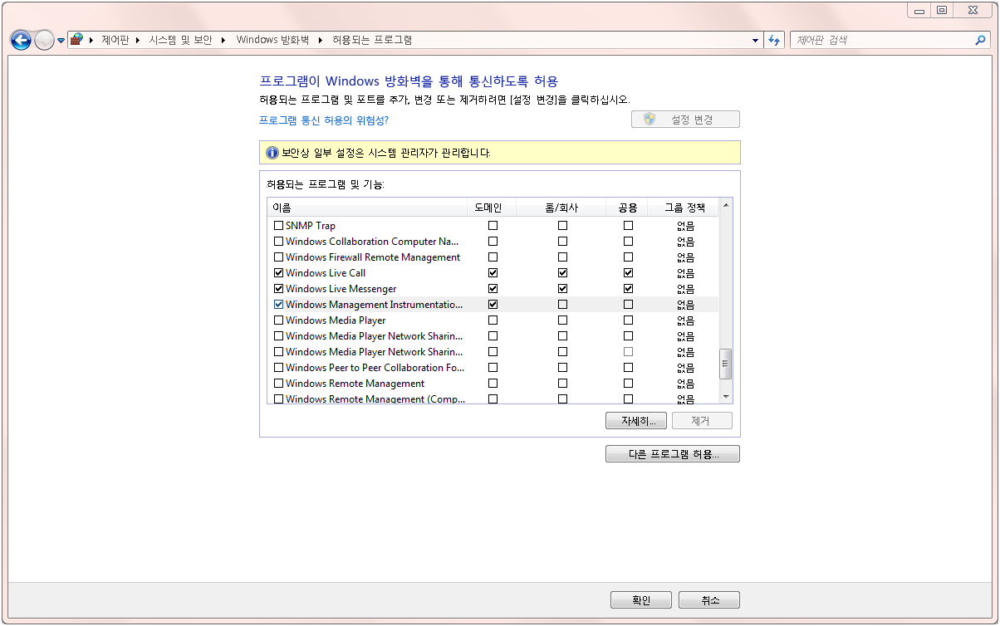 제어판 ▸ 시스템 및 보안 ▸ Windows 방화벽 ▸ 허용되는 프로그램
제어판 검색
프로그램이 Windows 방화벽을 통해 통신하도록 허용
허용되는 프로그램 및 포트를 추가, 변경 또는 제거하려면 [설정 변경]을 클릭하십시오.
프로그램 통신 허용의 위험성?
설정 변경
보안상 일부 설정은 시스템 관리자가 관리합니다.
허용되는 프로그램 및 기능:
이름 도메인 홈/회사 공용 그룹 정책
SNMP Trap 없음
Windows Collaboration Computer Na... 없음
Windows Firewall Remote Management 없음
Windows Live Call 없음
Windows Live Messenger 없음
Windows Management Instrumentatio... 없음
Windows Media Player 없음
Windows Media Player Network Sharin... 없음
Windows Media Player Network Sharin... 없음
Windows Peer to Peer Collaboration Fo... 없음
Windows Remote Management 없음
Windows Remote Management (Comp... 없음
자세히... 제거
다른 프로그램 허용...
확인 취소